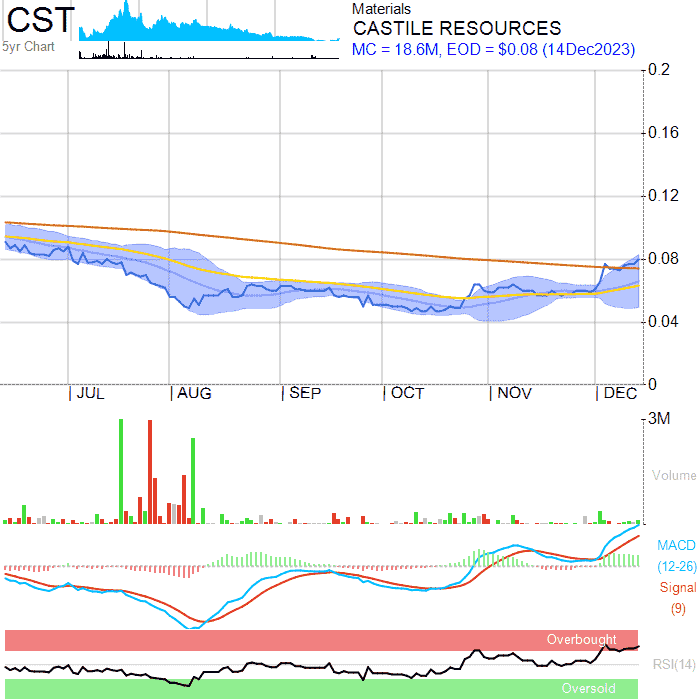 CST
5yr Chart
Materials
CASTILE RESOURCES
MC = 18.6M, EOD = $0.08 (14Dec2023)
0.2
0.16
0.12
0.08
0.04
0
JUL AUG SEP OCT NOV DEC
3M
Volume
MACD
(12-26)
Signal
(9)
Overbought
RSI(14)
Oversold